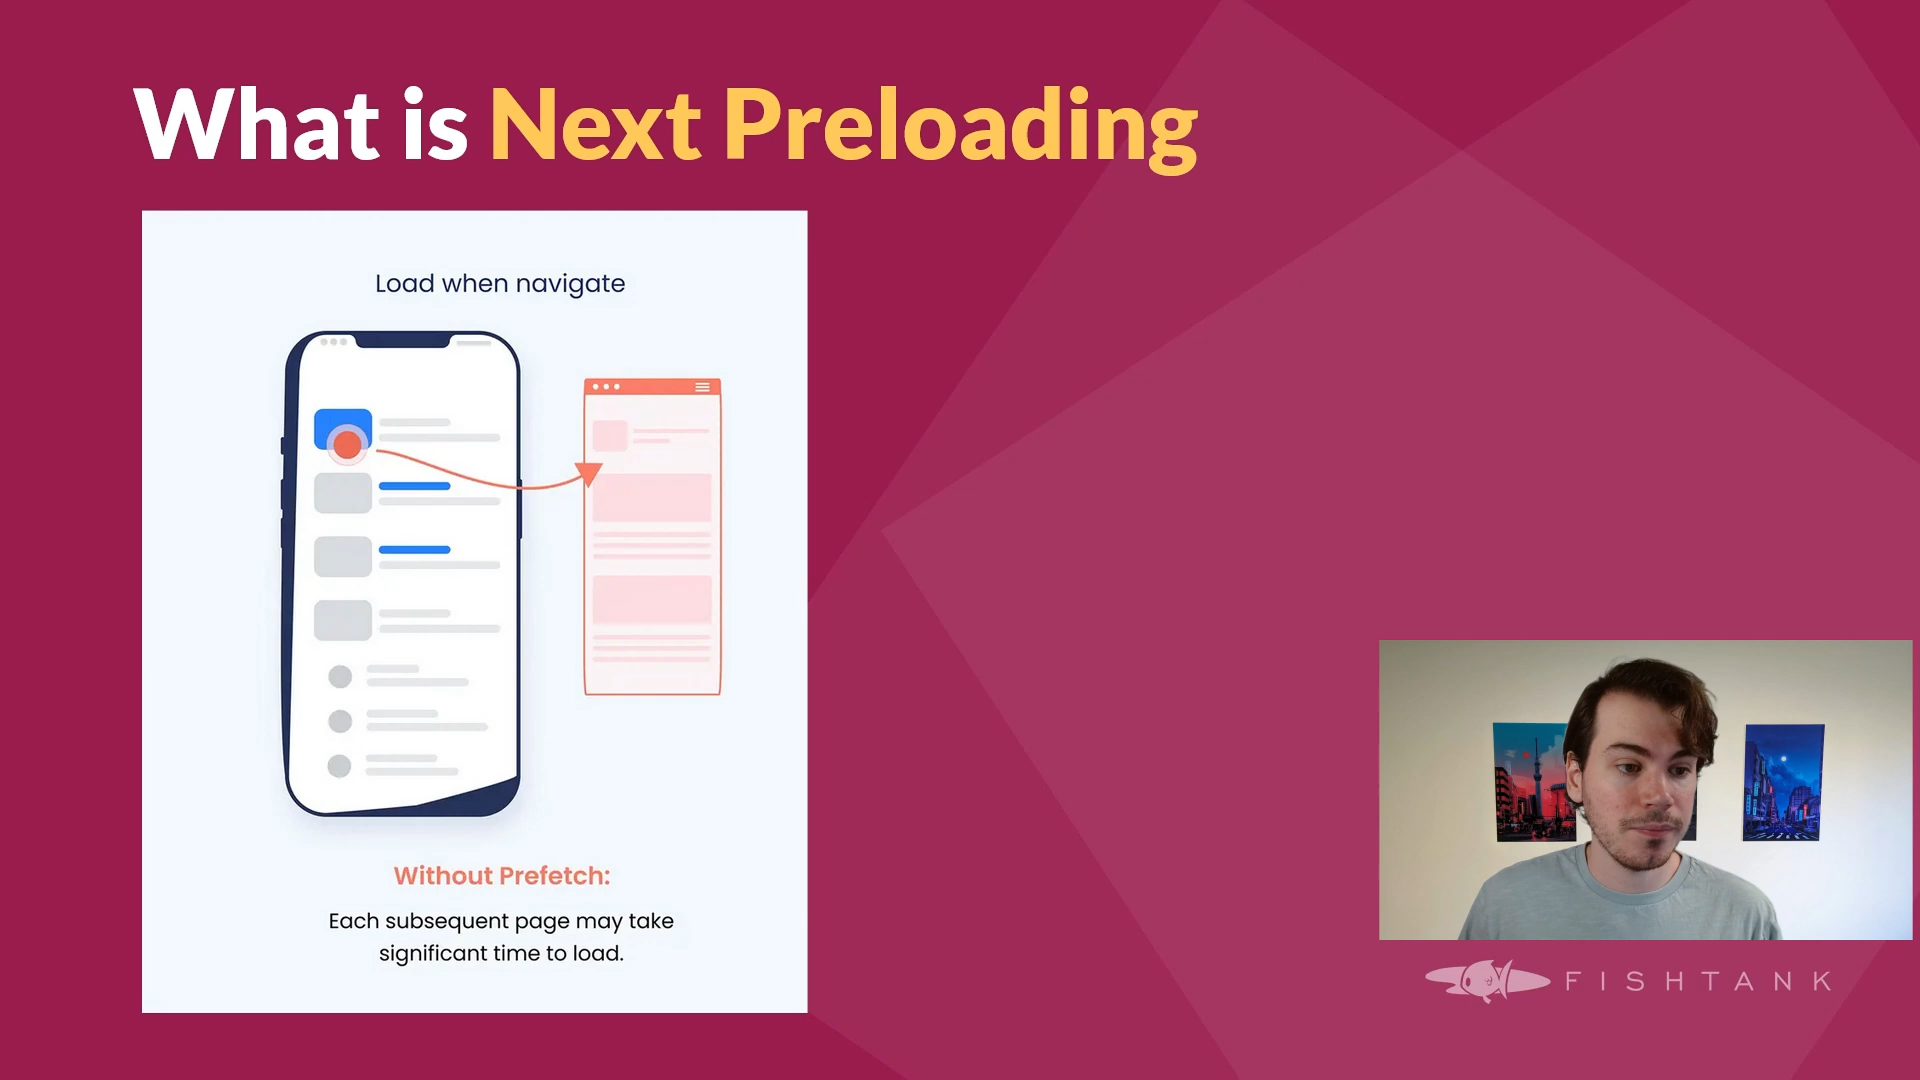 What is Next Preloading
Load when navigate
Without Prefetch:
Each subsequent page may take
significant time to load.
FISHTANK